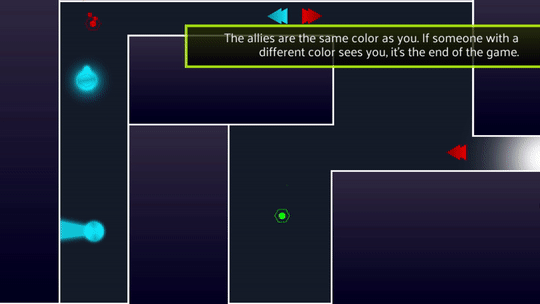 The allies are the same color as you. If someone with a
different color sees you, it's the end of the game.